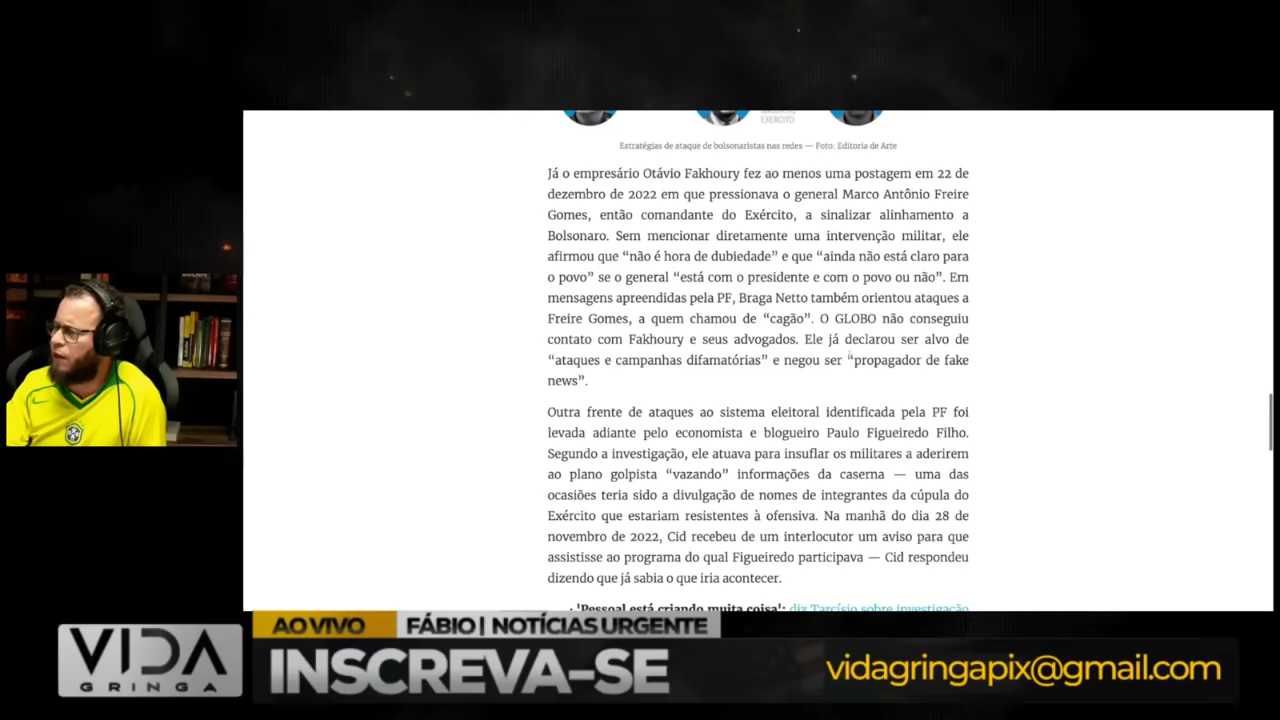 EXÉRCITO
Estratégias de ataque de bolsonaristas nas redes — Foto: Editoria de Arte
Já o empresário Otávio Fakhoury fez ao menos uma postagem em 22 de
dezembro de 2022 em que pressionava o general Marco Antônio Freire
Gomes, então comandante do Exército, a sinalizar alinhamento a
Bolsonaro. Sem mencionar diretamente uma intervenção militar, ele
afirmou que “não é hora de dubiedade” e que “ainda não está claro para
o povo” se o general “está com o presidente e com o povo ou não”. Em
mensagens apreendidas pela PF, Braga Netto também orientou ataques a
Freire Gomes, a quem chamou de “cagão”. O GLOBO não conseguiu
contato com Fakhoury e seus advogados. Ele já declarou ser alvo de
“ataques e campanhas difamatórias” e negou ser “propagador de fake
news”.
Outra frente de ataques ao sistema eleitoral identificada pela PF foi
levada adiante pelo economista e blogueiro Paulo Figueiredo Filho.
Segundo a investigação, ele atuava para insuflar os militares a aderirem
ao plano golpista “vazando” informações da caserna — uma das
ocasiões teria sido a divulgação de nomes de integrantes da cúpula do
Exército que estariam resistentes à ofensiva. Na manhã do dia 28 de
novembro de 2022, Cid recebeu de um interlocutor um aviso para que
assistisse ao programa do qual Figueiredo participava — Cid respondeu
dizendo que já sabia o que iria acontecer.
· 'Pessoal está criando muita coisa': diz Tarcísio sobre investigação
AO VIVO FÁBIO | NOTÍCIAS URGENTE
VIDA
GRINGA
INSCREVA-SE
vidagringapix@gmail.com